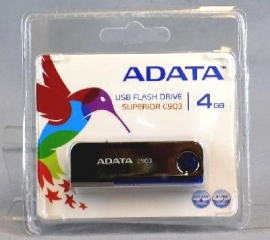 ADATA
USB FLASH DRIVE
SUPERIOR C903
4GB
ADATA C903